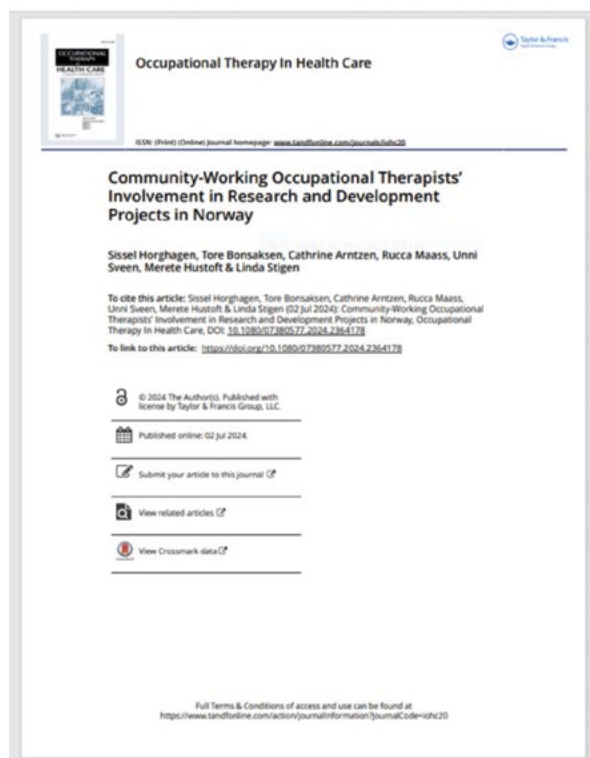 OCCUPATIONAL
THERAPY
HEALTH CARE
Occupational Therapy In Health Care
Taylor & Francis
ISSN: (Print) (Online) Journal homepage: www.tandfonline.com/journals/iohc20
Community-Working Occupational Therapists'
Involvement in Research and Development
Projects in Norway
Sissel Horghagen, Tore Bonsaksen, Cathrine Arntzen, Rucca Maass, Unni
Sveen, Merete Hustoft & Linda Stigen
To cite this article: Sissel Horghagen, Tore Bonsaksen, Cathrine Arntzen, Rucca Maass,
Unni Sveen, Merete Hustoft & Linda Stigen (02 Jul 2024): Community-Working Occupational
Therapists' Involvement in Research and Development Projects in Norway, Occupational
Therapy In Health Care, DOI: 10.1080/07380577.2024.2364178
To link to this article: https://doi.org/10.1080/07380577.2024.2364178
© 2024 The Author(s). Published with
license by Taylor & Francis Group, LLC.
Published online: 02 Jul 2024.
Submit your article to this journal
View related articles
View Crossmark data
Full Terms & Conditions of access and use can be found at
https://www.tandfonline.com/action/journalInformation?journalCode=iohc20